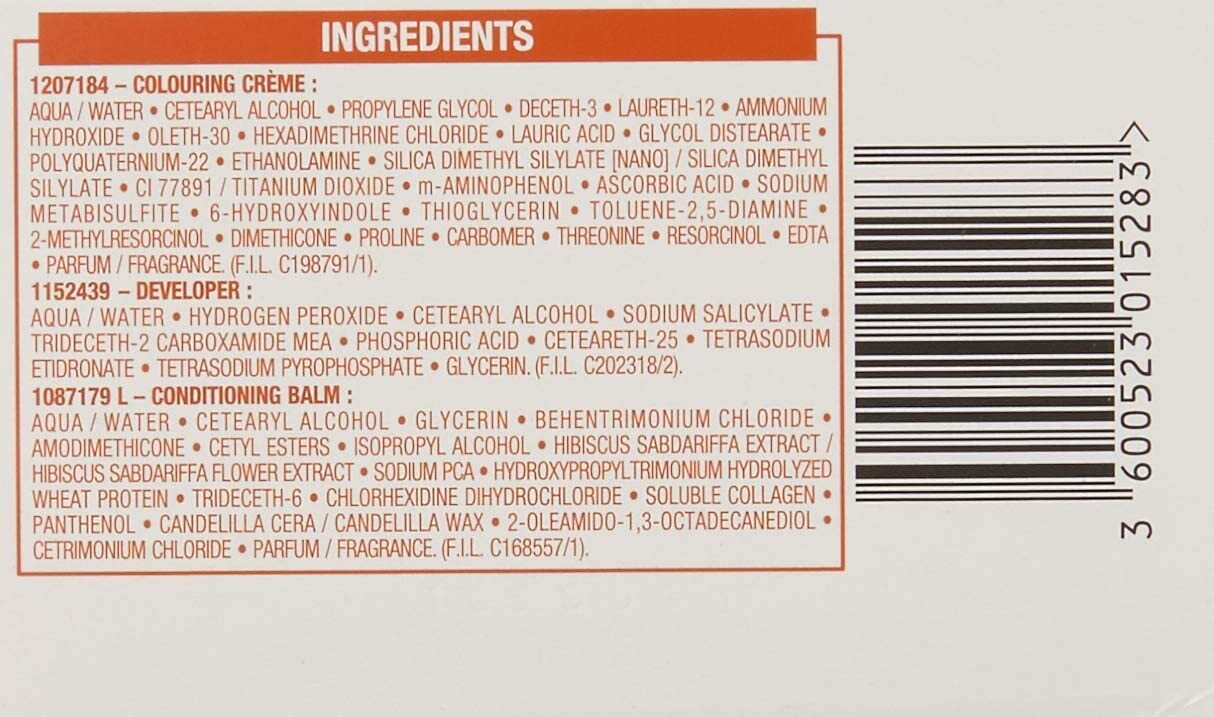 INGREDIENTS
1207184 – COLOURING CRÈME :
AQUA / WATER • CETEARYL ALCOHOL • PROPYLENE GLYCOL • DECETH-3 • LAURETH-12 • AMMONIUM
HYDROXIDE • OLETH-30 • HEXADIMETHRINE CHLORIDE • LAURIC ACID • GLYCOL DISTEARATE •
POLYQUATERNIUM-22 • ETHANOLAMINE • SILICA DIMETHYL SILYLATE [NANO] / SILICA DIMETHYL
SILYLATE • CI 77891 / TITANIUM DIOXIDE • m-AMINOPHENOL • ASCORBIC ACID • SODIUM
METABISULFITE • 6-HYDROXYINDOLE • THIOGLYCERIN • TOLUENE-2,5-DIAMINE •
2-METHYLRESORCINOL • DIMETHICONE • PROLINE • CARBOMER • THREONINE • RESORCINOL • EDTA
• PARFUM / FRAGRANCE. (F.I.L. C198791/1).
1152439 – DEVELOPER :
AQUA / WATER • HYDROGEN PEROXIDE • CETEARYL ALCOHOL • SODIUM SALICYLATE •
TRIDECETH-2 CARBOXAMIDE MEA • PHOSPHORIC ACID • CETEARETH-25 • TETRASODIUM
ETIDRONATE • TETRASODIUM PYROPHOSPHATE • GLYCERIN. (F.I.L. C202318/2).
1087179 L – CONDITIONING BALM :
AQUA / WATER • CETEARYL ALCOHOL • GLYCERIN • BEHENTRIMONIUM CHLORIDE •
AMODIMETHICONE • CETYL ESTERS • ISOPROPYL ALCOHOL • HIBISCUS SABDARIFFA EXTRACT /
HIBISCUS SABDARIFFA FLOWER EXTRACT • SODIUM PCA • HYDROXYPROPYLTRIMONIUM HYDROLYZED
WHEAT PROTEIN • TRIDECETH-6 • CHLORHEXIDINE DIHYDROCHLORIDE • SOLUBLE COLLAGEN •
PANTHENOL • CANDELILLA CERA / CANDELILLA WAX • 2-OLEAMIDO-1,3-OCTADECANEDIOL •
CETRIMONIUM CHLORIDE • PARFUM / FRAGRANCE. (F.I.L. C168557/1).
3 600523 015283 >